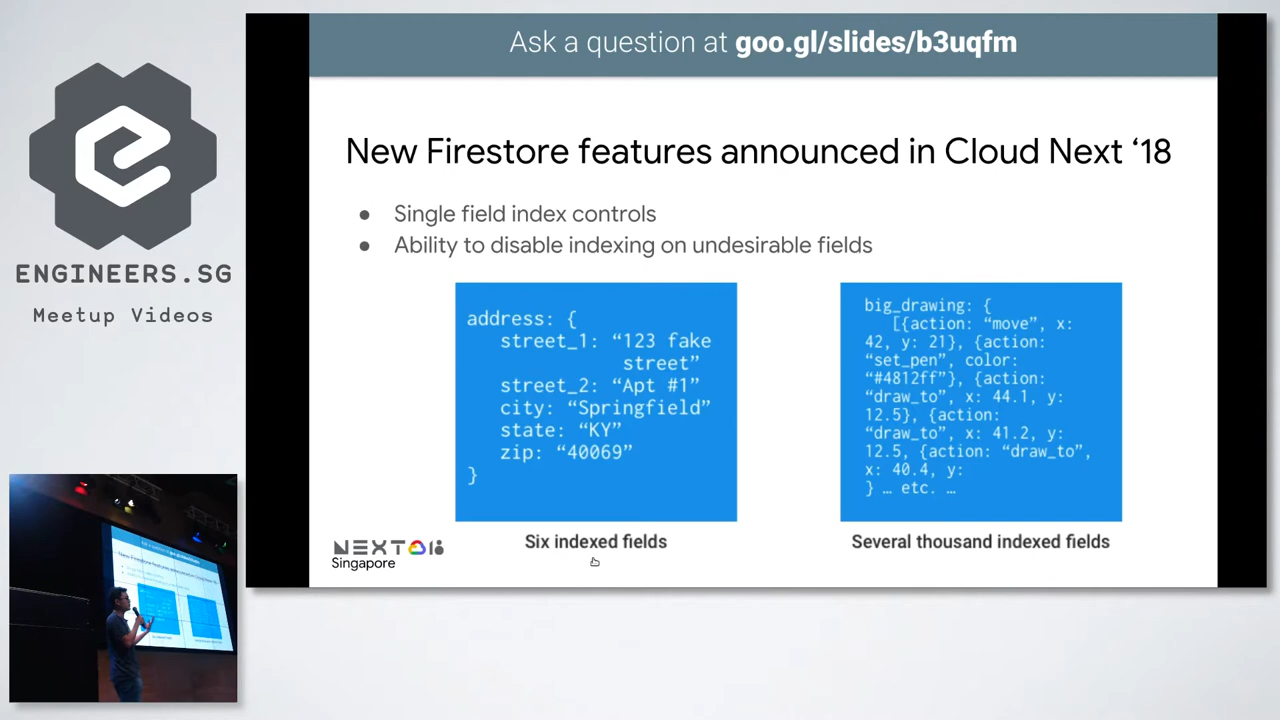 Ask a question at goo.gl/slides/b3uqfm
ENGINEERS.SG
Meetup Videos
New Firestore features announced in Cloud Next ‘18
● Single field index controls
● Ability to disable indexing on undesirable fields
address: {
street_1: “123 fake
street”
street_2: “Apt #1”
city: “Springfield”
state: “KY”
zip: “40069”
}
Six indexed fields
big_drawing: {
[{action: “move”, x:
42, y: 21}, {action:
“set_pen”, color:
“#4812ff”}, {action:
“draw_to”, x: 44.1, y:
12.5}, {action:
“draw_to”, x: 41.2, y:
12.5, {action: “draw_to”,
x: 40.4, y:
} … etc. …
Several thousand indexed fields
NEXT 18
Singapore